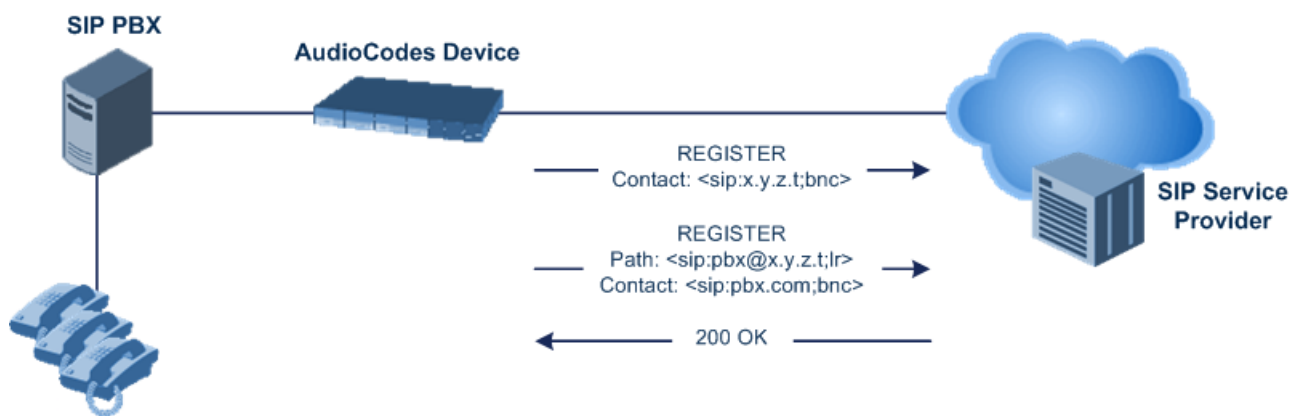 SIP PBX
AudioCodes Device
REGISTER
Contact: <sip:x.y.z.t;bnc>
SIP Service
Provider
REGISTER
Path: <sip:pbx@x.y.z.t;lr>
Contact: <sip:pbx.com;bnc>
200 OK